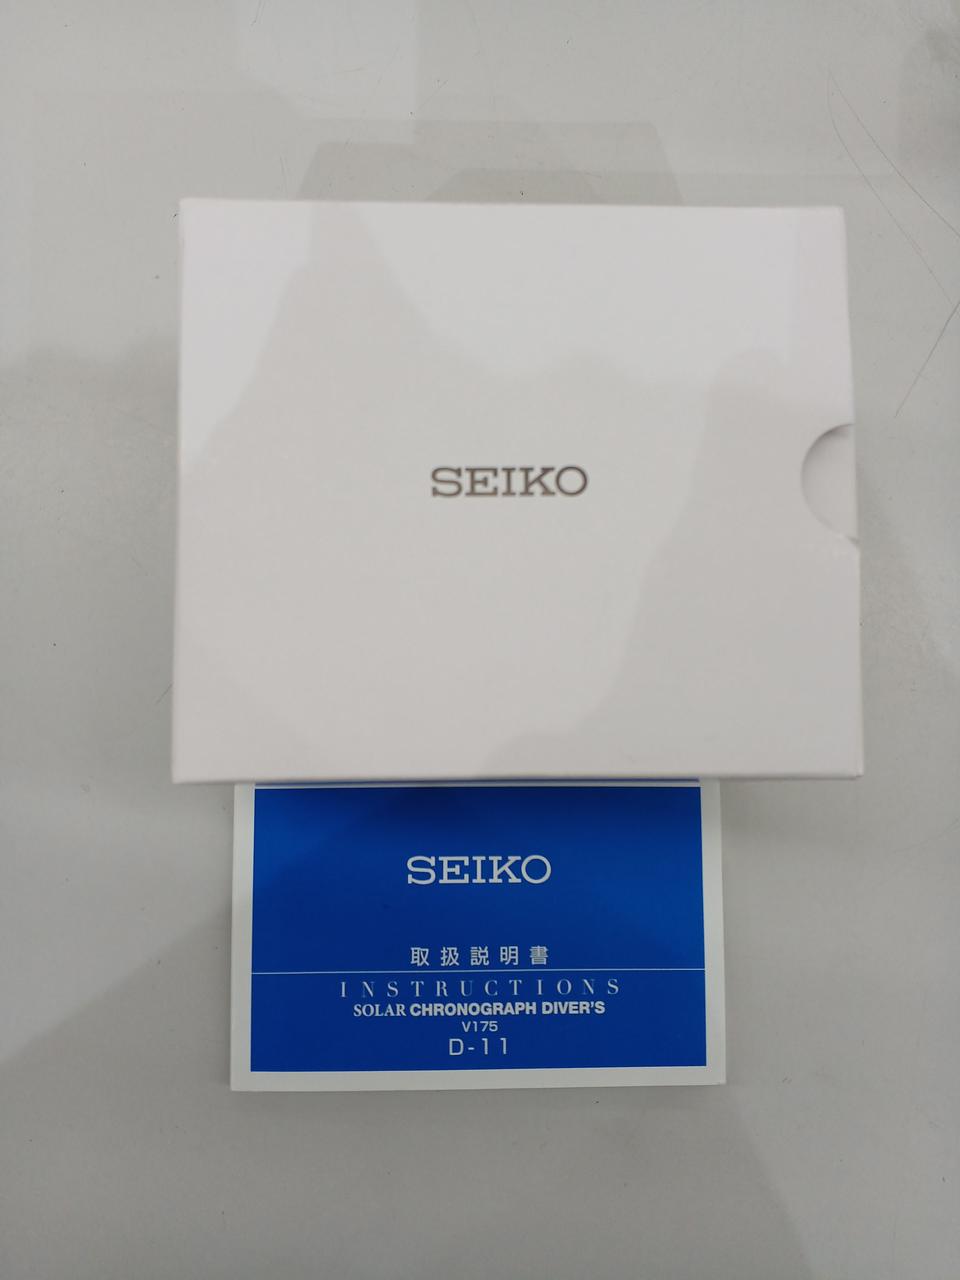 SEIKO
SEIKO
取扱説明書
INSTRUCTIONS
SOLAR CHRONOGRAPH DIVER'S
V175
D-11